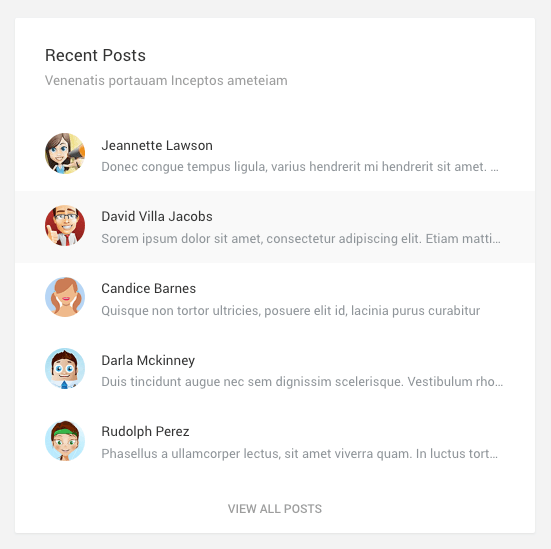 Recent Posts
Venenatis portauam Inceptos ameteiam
Jeannette Lawson
Donec congue tempus ligula, varius hendrerit mi hendrerit sit amet. ...
David Villa Jacobs
Sorem ipsum dolor sit amet, consectetur adipiscing elit. Etiam matti...
Candice Barnes
Quisque non tortor ultricies, posuere elit id, lacinia purus curabitur
Darla Mckinney
Duis tincidunt augue nec sem dignissim scelerisque. Vestibulum rho...
Rudolph Perez
Phasellus a ullamcorper lectus, sit amet viverra quam. In luctus tort...
VIEW ALL POSTS